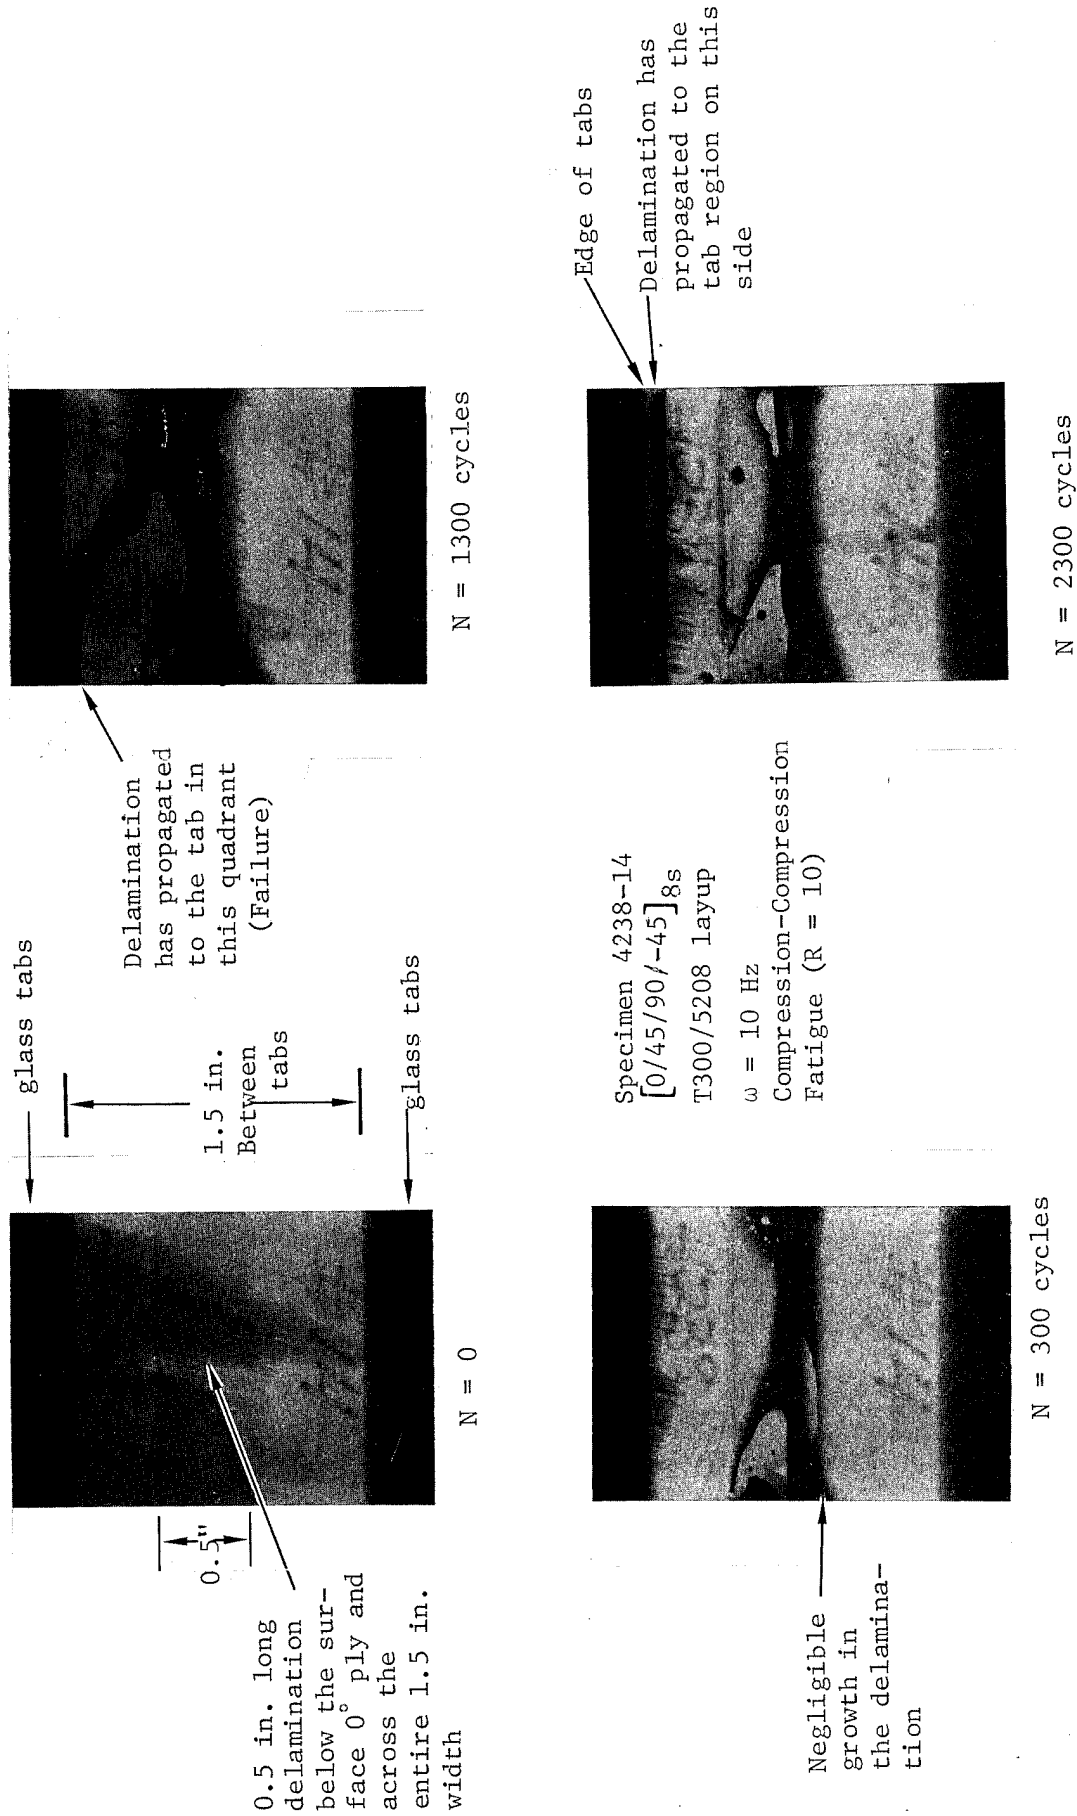 glass tabs
1.5 in.
Between
tabs
glass tabs
0.5"
0.5 in. long
delamination
below the sur-
face 0° ply and
across the
entire 1.5 in.
width
N = 0
Delamination
has propagated
to the tab in
this quadrant
(Failure)
N = 1300 cycles
Negligible
growth in
the delamina-
tion
N = 300 cycles
Specimen 4238-14
[0/45/90/-45]8s
T300/5208 layup
ω = 10 Hz
Compression-Compression
Fatigue (R = 10)
Edge of tabs
Delamination has
propagated to the
tab region on this
side
N = 2300 cycles